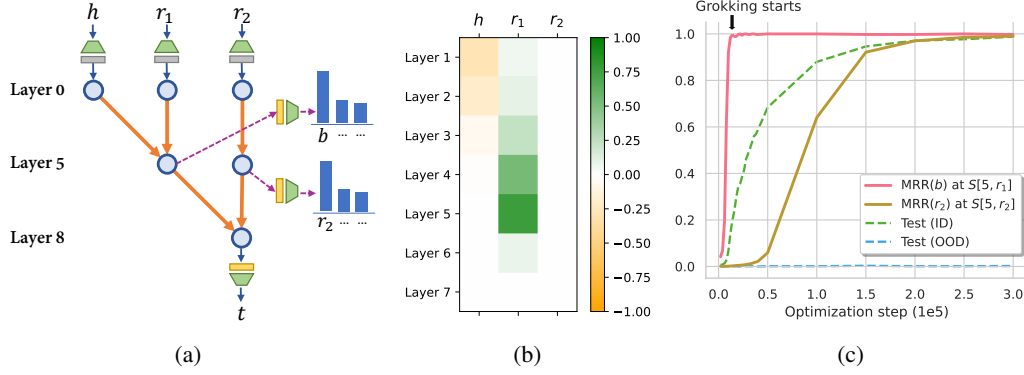 h r₁ r₂
Layer 0
Layer 5
Layer 8
b ... ...
r₂ ... ...
t
(a)
h r₁ r₂
Layer 1
Layer 2
Layer 3
Layer 4
Layer 5
Layer 6
Layer 7
1.00
0.75
0.50
0.25
0.00
−0.25
−0.50
−0.75
−1.00
(b)
Grokking starts
1.0
0.8
0.6
0.4
0.2
0.0
MRR(b) at S[5, r₁]
MRR(r₂) at S[5, r₂]
Test (ID)
Test (OOD)
0.0 0.5 1.0 1.5 2.0 2.5 3.0
Optimization step (1e5)
(c)